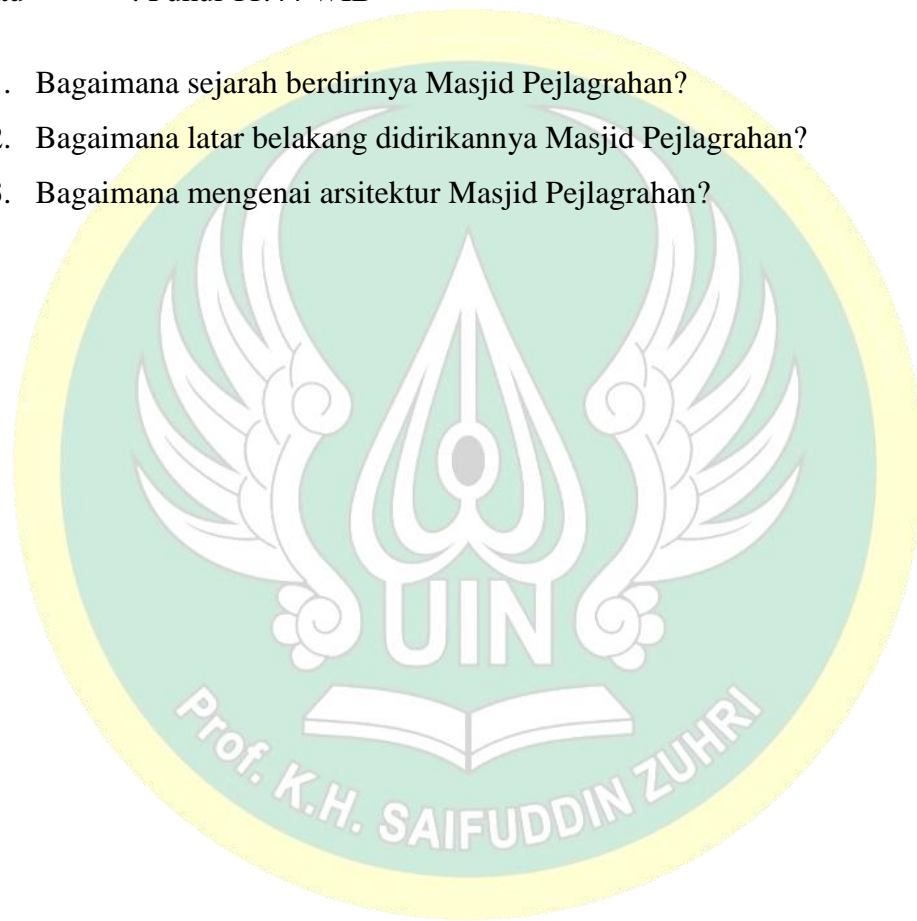 . Bagaimana sejarah berdirinya Masjid Pejlagrahan?
. Bagaimana latar belakang didirikannya Masjid Pejlagrahan?
. Bagaimana mengenai arsitektur Masjid Pejlagrahan?
UIN
Prof. K.H. SAIFUDDIN ZUHRI